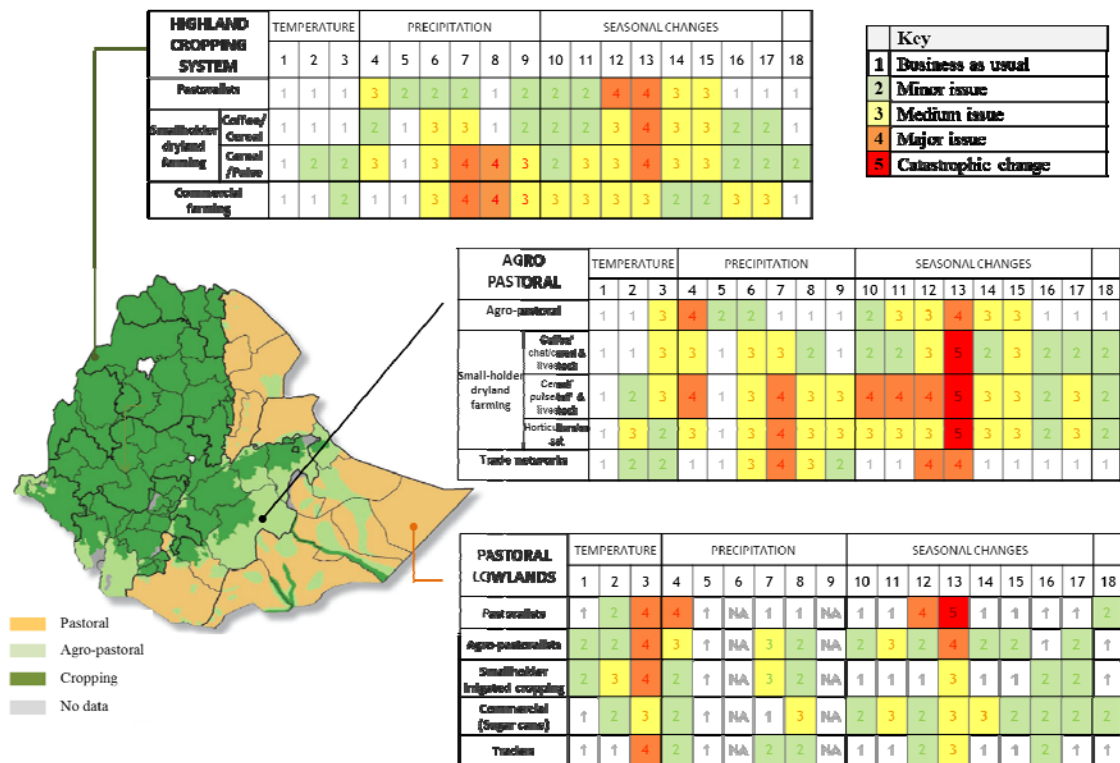 HIGHLAND CROPPING SYSTEM TEMPERATURE PRECIPITATION SEASONAL CHANGES
1 2 3 4 5 6 7 8 9 10 11 12 13 14 15 16 17 18
Pastoralists 1 1 1 3 2 2 2 1 2 2 2 4 4 3 3 1 1 1
Smallholder dryland farming
Coffee/ Cereal 1 1 1 2 1 3 3 1 2 2 2 3 4 3 3 2 2 1
Cereal /Pulse 1 2 2 3 1 3 4 4 3 2 3 3 4 3 3 2 2 2
Commercial farming 1 1 2 1 1 3 4 4 3 3 3 3 3 2 2 3 3 1
Key
1 Business as usual
2 Minor issue
3 Medium issue
4 Major issue
5 Catastrophic change
AGRO PASTORAL TEMPERATURE PRECIPITATION SEASONAL CHANGES
1 2 3 4 5 6 7 8 9 10 11 12 13 14 15 16 17 18
Agro-pastoral 1 1 3 4 2 2 1 1 1 2 3 3 4 3 3 1 1 1
Small-holder dryland farming
& livestock 1 1 3 3 1 3 3 2 1 2 2 3 5 3 2 2 2 2
& livestock 1 2 3 4 1 3 4 3 3 4 4 4 5 3 3 2 3 2
1 3 2 3 1 3 4 3 3 3 3 3 5 3 3 2 3 2
Trade networks 1 2 2 1 1 3 4 3 2 1 1 4 4 1 1 1 1 1
PASTORAL LOWLANDS TEMPERATURE PRECIPITATION SEASONAL CHANGES
1 2 3 4 5 6 7 8 9 10 11 12 13 14 15 16 17 18
Pastoralists 1 2 4 4 1 NA 1 1 NA 1 1 4 5 1 1 1 1 2
Agro-pastoralists 2 2 4 3 1 NA 3 2 NA 2 3 2 4 2 2 1 2 1
Smallholder irrigated cropping 2 3 4 2 1 NA 3 2 NA 1 1 1 3 1 1 2 2 1
Commercial (Sugar cane) 1 2 3 2 1 NA 1 3 NA 2 3 2 3 3 2 2 2 2
Traders 1 1 4 2 1 NA 2 2 NA 1 1 2 3 1 1 2 1 1
Pastoral
Agro-pastoral
Cropping
No data